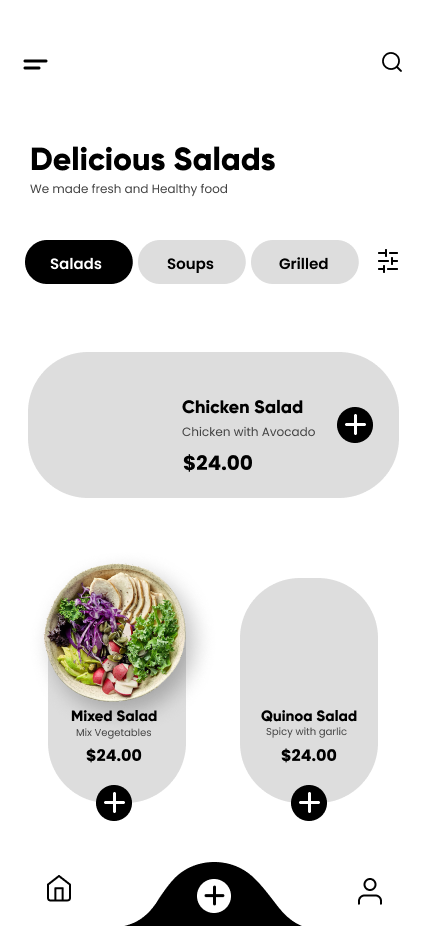 Delicious Salads
We made fresh and Healthy food
Salads
Soups
Grilled
Chicken Salad
Chicken with Avocado
$24.00
Mixed Salad
Mix Vegetables
$24.00
Quinoa Salad
Spicy with garlic
$24.00